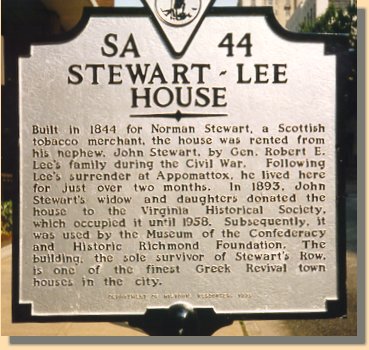 SA 44
STEWART - LEE
HOUSE
Built in 1844 for Norman Stewart, a Scottish
tobacco merchant, the house was rented from
his nephew, John Stewart, by Gen. Robert E.
Lee's family during the Civil War. Following
Lee's surrender at Appomattox, he lived here
for just over two months. In 1893, John
Stewart's widow and daughters donated the
house to the Virginia Historical Society,
which occupied it until 1958. Subsequently, it
was used by the Museum of the Confederacy
and Historic Richmond Foundation. The
building, the sole survivor of Stewart's Row,
is one of the finest Greek Revival town
houses in the city.
DEPARTMENT OF HISTORIC RESOURCES,